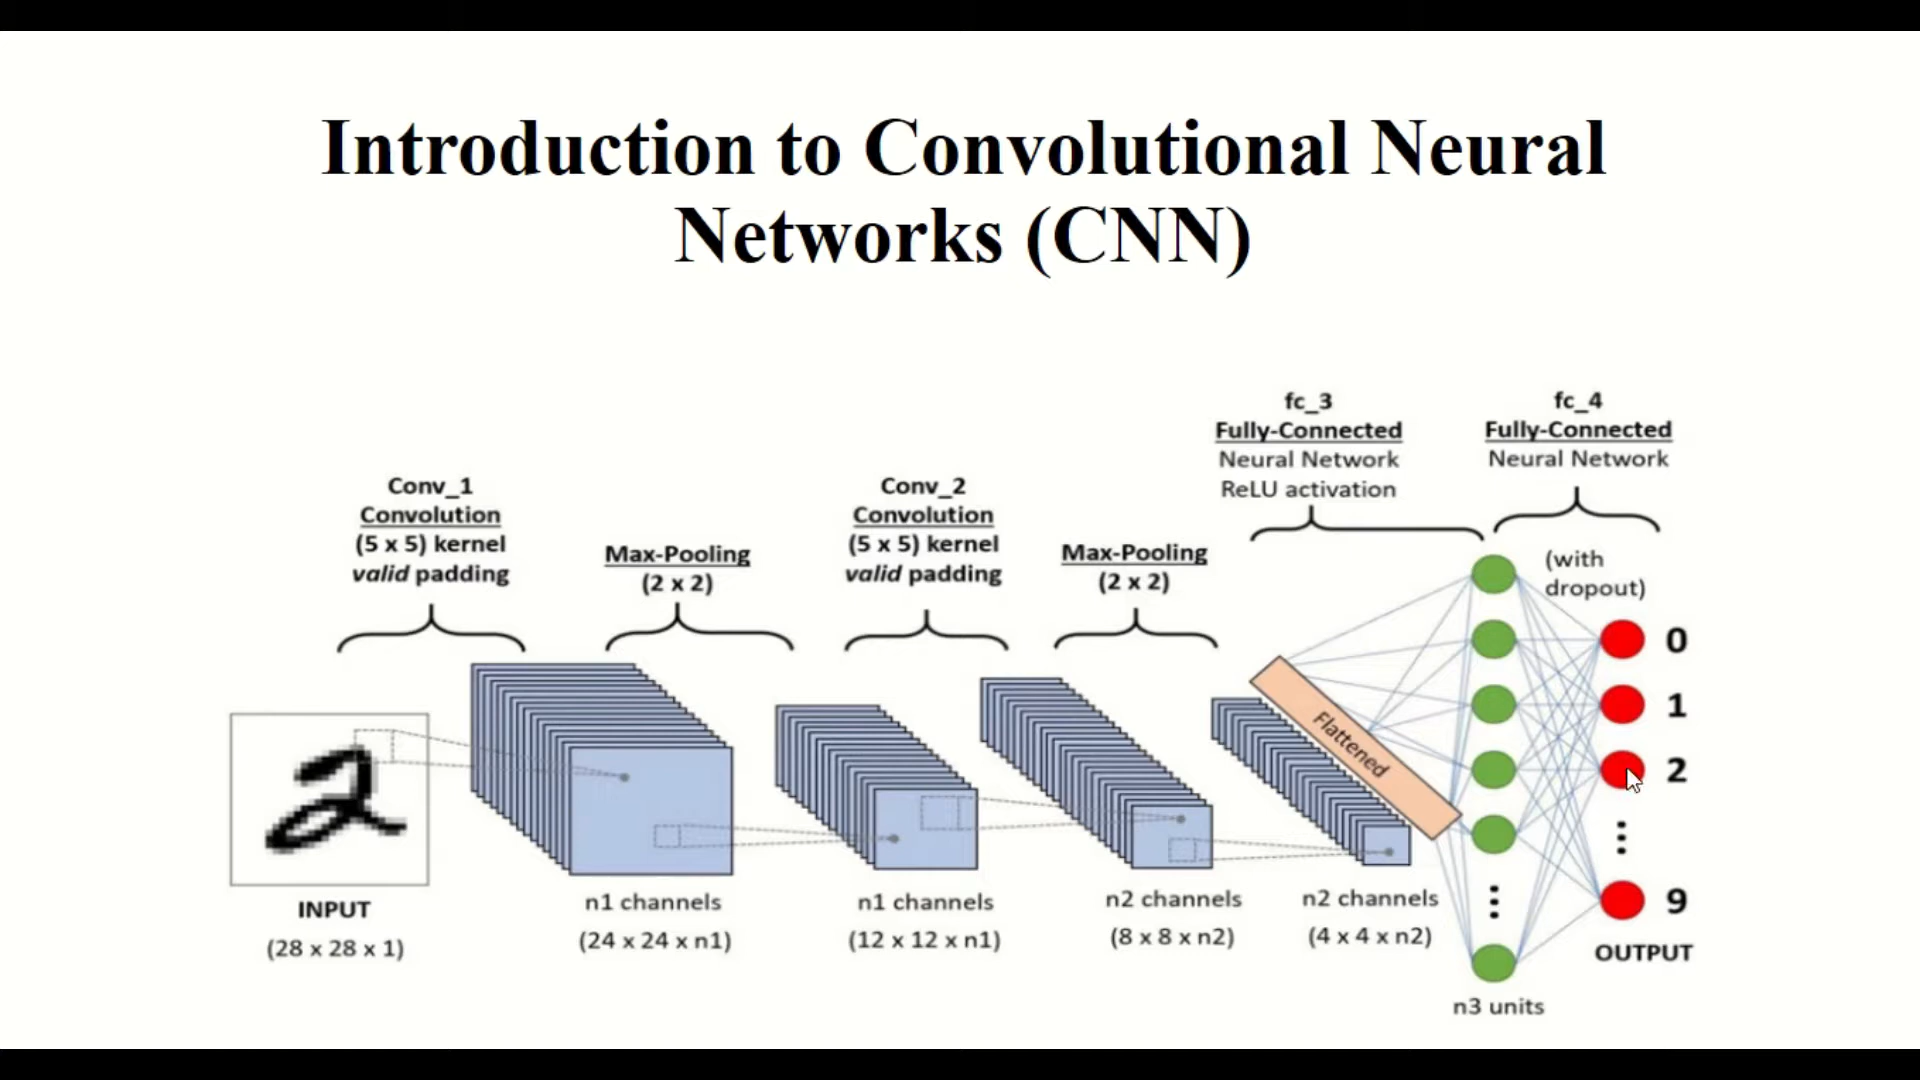 Introduction to Convolutional Neural
Networks (CNN)
Conv_1
Convolution
(5 x 5) kernel
valid padding
Max-Pooling
(2 x 2)
Conv_2
Convolution
(5 x 5) kernel
valid padding
Max-Pooling
(2 x 2)
fc_3
Fully-Connected
Neural Network
ReLU activation
fc_4
Fully-Connected
Neural Network
(with
dropout)
2
Flattened
0
1
2
9
INPUT
(28 x 28 x 1)
n1 channels
(24 x 24 x n1)
n1 channels
(12 x 12 x n1)
n2 channels
(8 x 8 x n2)
n2 channels
(4 x 4 x n2)
n3 units
OUTPUT